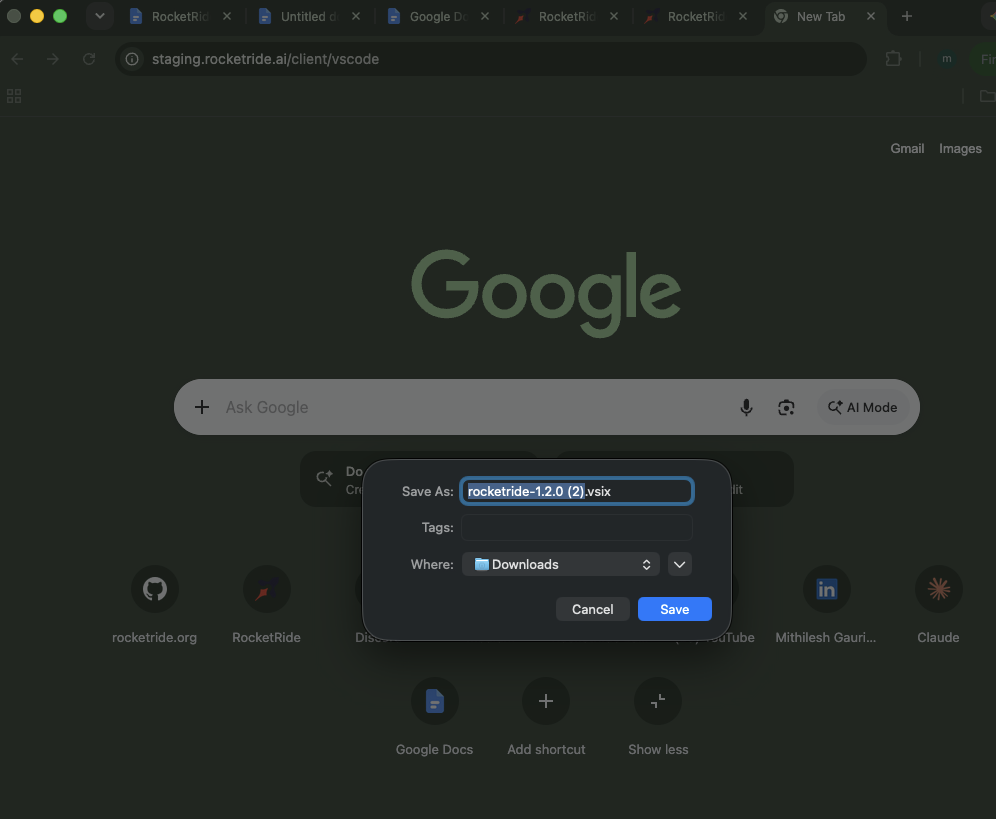 RocketRid
Untitled d
Google Do
RocketRid
RocketRid
New Tab
staging.rocketride.ai/client/vscode
m
Fir
Gmail Images
Google
Ask Google
AI Mode
Do
Cre
dit
Save As: rocketride-1.2.0 (2).vsix
Tags:
Where: Downloads
Cancel Save
rocketride.org
RocketRide
YouTube
Mithilesh Gauri...
Claude
Google Docs
Add shortcut
Show less